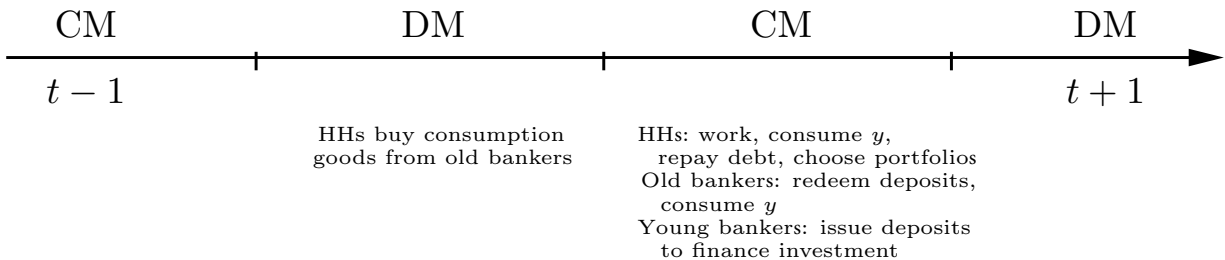 CM DM CM DM
t − 1 t + 1
HHs buy consumption
goods from old bankers
HHs: work, consume y,
repay debt, choose portfolios
Old bankers: redeem deposits,
consume y
Young bankers: issue deposits
to finance investment